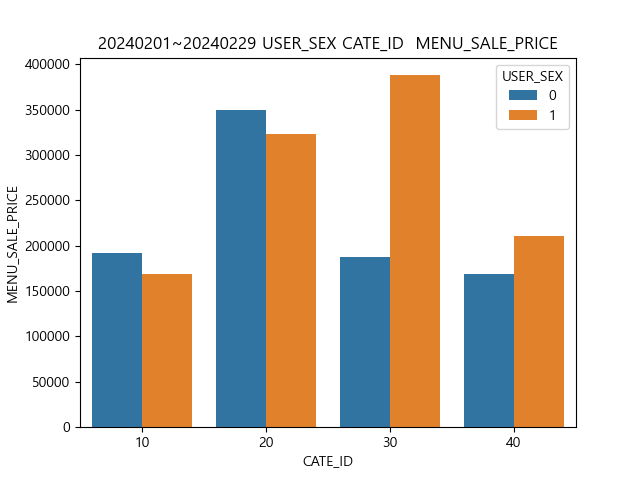 20240201~20240229 USER_SEX CATE_ID MENU_SALE_PRICE
USER_SEX
0
1
400000
350000
300000
250000
200000
150000
100000
50000
0
MENU_SALE_PRICE
10 20 30 40
CATE_ID